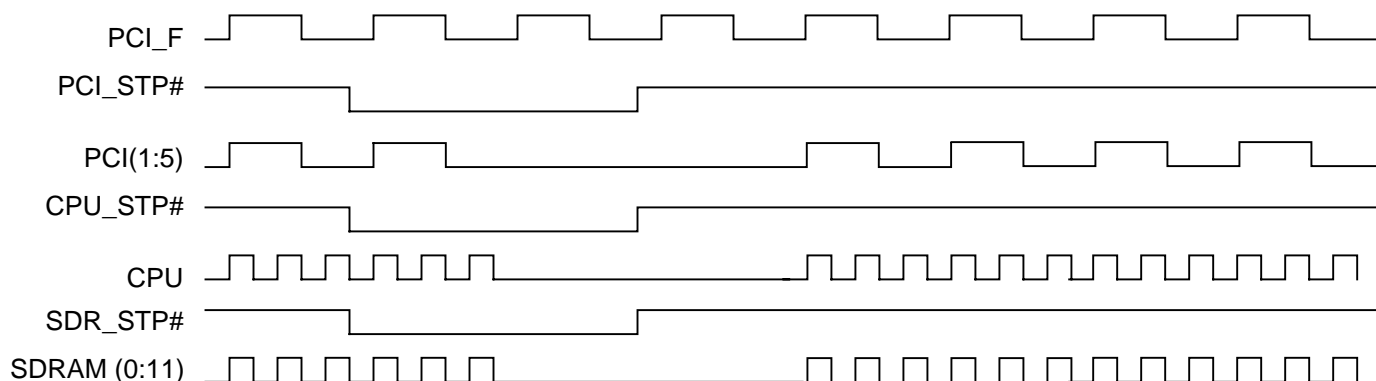 PCI_F
PCI_STP#
PCI(1:5)
CPU_STP#
CPU
SDR_STP#
SDRAM (0:11)